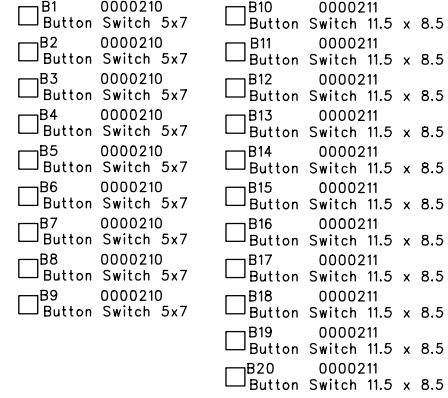 B1 0000210
Button Switch 5x7
B2 0000210
Button Switch 5x7
B3 0000210
Button Switch 5x7
B4 0000210
Button Switch 5x7
B5 0000210
Button Switch 5x7
B6 0000210
Button Switch 5x7
B7 0000210
Button Switch 5x7
B8 0000210
Button Switch 5x7
B9 0000210
Button Switch 5x7
B10 0000211
Button Switch 11.5 x 8.5
B11 0000211
Button Switch 11.5 x 8.5
B12 0000211
Button Switch 11.5 x 8.5
B13 0000211
Button Switch 11.5 x 8.5
B14 0000211
Button Switch 11.5 x 8.5
B15 0000211
Button Switch 11.5 x 8.5
B16 0000211
Button Switch 11.5 x 8.5
B17 0000211
Button Switch 11.5 x 8.5
B18 0000211
Button Switch 11.5 x 8.5
B19 0000211
Button Switch 11.5 x 8.5
B20 0000211
Button Switch 11.5 x 8.5